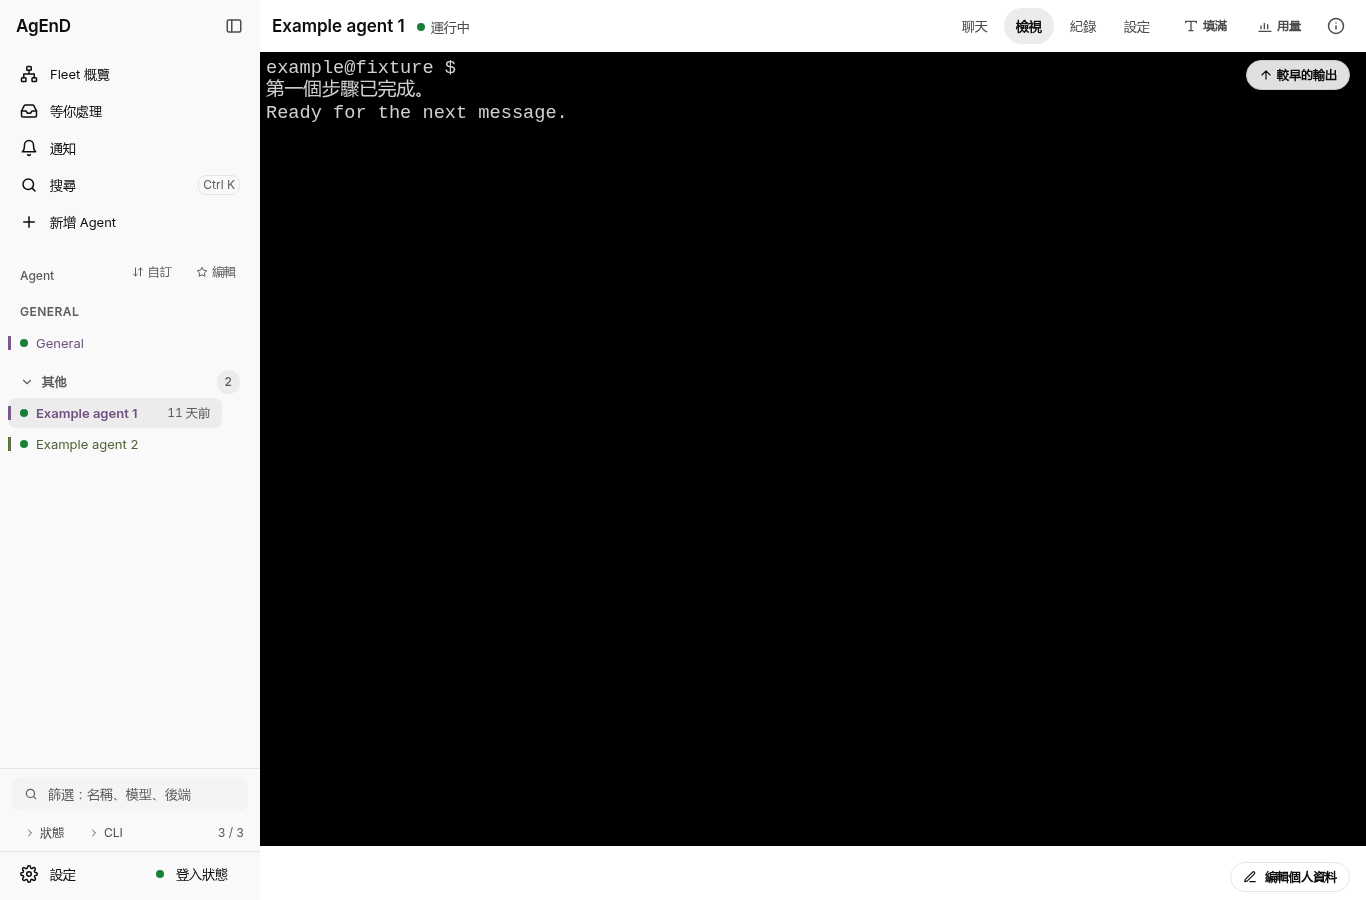 AgEnD
Fleet 概覽
等你處理
通知
搜尋 Ctrl K
新增 Agent
Agent 自訂 編輯
GENERAL
General
其他 2
Example agent 1 11 天前
Example agent 2
篩選：名稱、模型、後端
狀態 CLI 3 / 3
設定 登入狀態
Example agent 1 運行中 聊天 檢視 紀錄 設定 填滿 用量
example@fixture $
較早的輸出
第一個步驟已完成。
Ready for the next message.
編輯個人資料